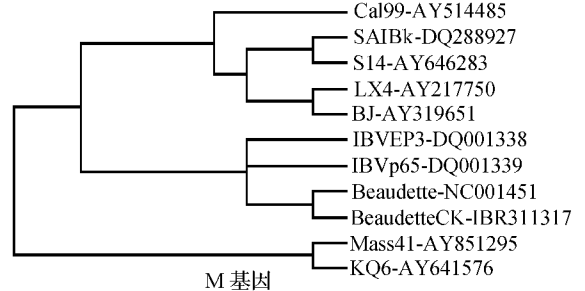 Cal99-AY514485
SAIBk-DQ288927
S14-AY646283
LX4-AY217750
BJ-AY319651
IBVEP3-DQ001338
IBVp65-DQ001339
Beaudette-NC001451
BeaudetteCK-IBR311317
Mass41-AY851295
KQ6-AY641576
M 基因